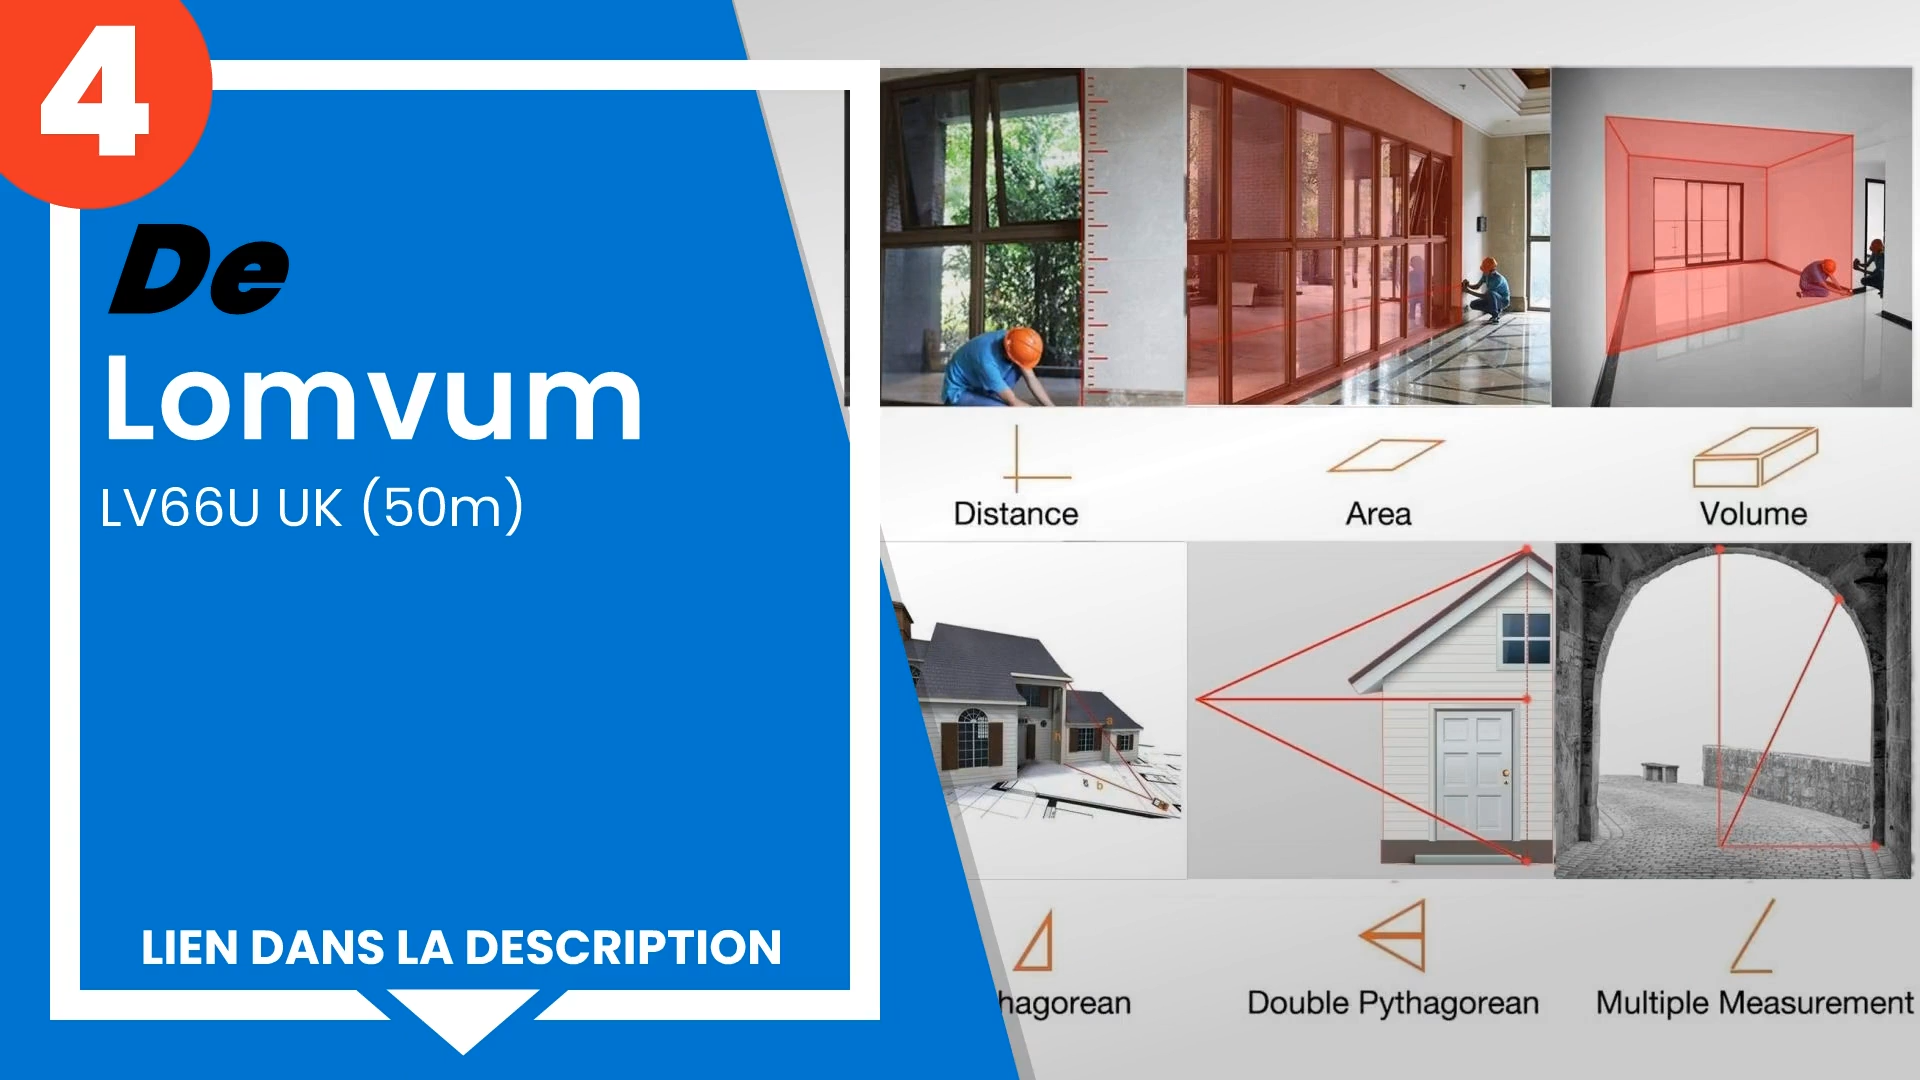 4
De
Lomvum
LV66U UK (50m)
LIEN DANS LA DESCRIPTION
Distance
Area
Volume
a
h
b
hagorean
Double Pythagorean
Multiple Measurement